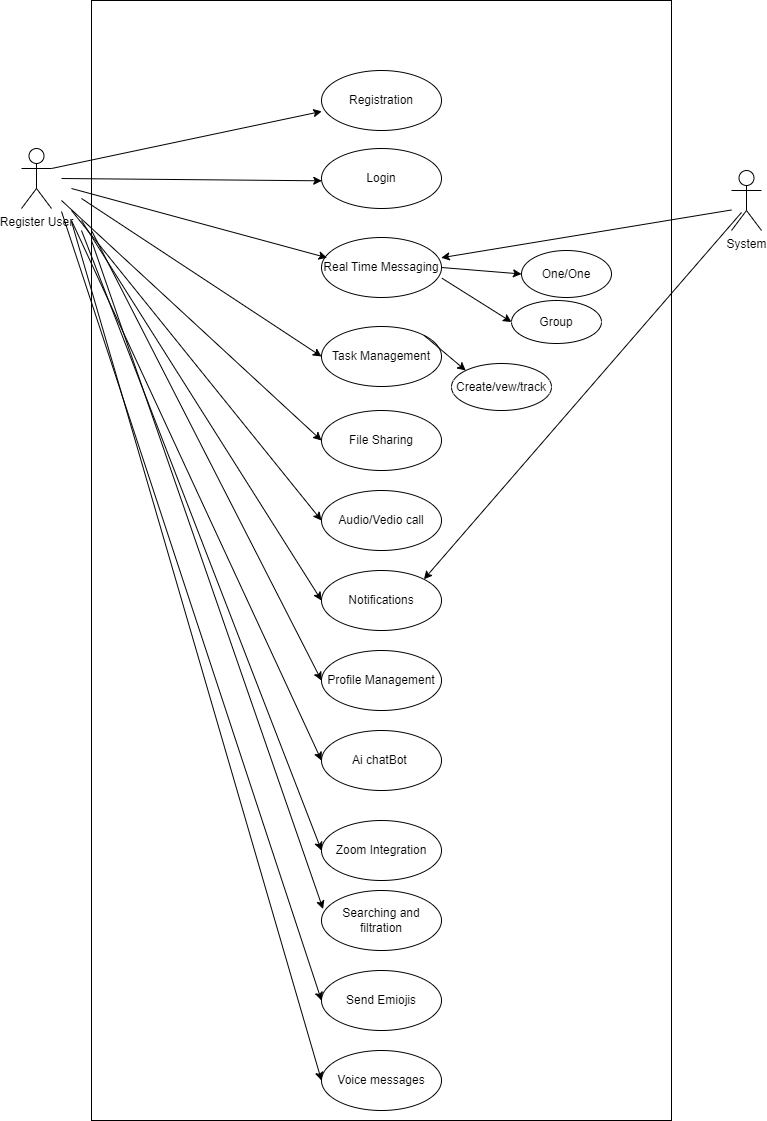 Registration
Login
Register User
System
Real Time Messaging
One/One
Group
Task Management
Create/vew/track
File Sharing
Audio/Vedio call
Notifications
Profile Management
Ai chatBot
Zoom Integration
Searching and
filtration
Send Emiojis
Voice messages